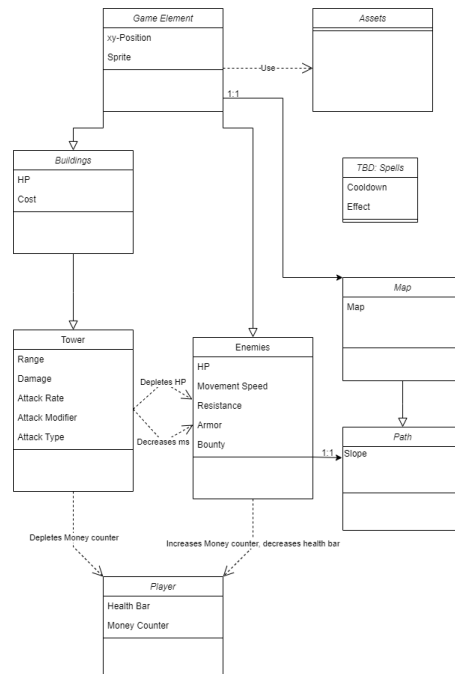 Game Element
xy-Position
Sprite
Assets
Use
1:1
Buildings
HP
Cost
TBD: Spells
Cooldown
Effect
Map
Map
Tower
Range
Damage
Attack Rate
Attack Modifier
Attack Type
Depletes HP
Decreases ms
Enemies
HP
Movement Speed
Resistance
Armor
Bounty
1:1
Path
Slope
Depletes Money counter
Increases Money counter, decreases health bar
Player
Health Bar
Money Counter